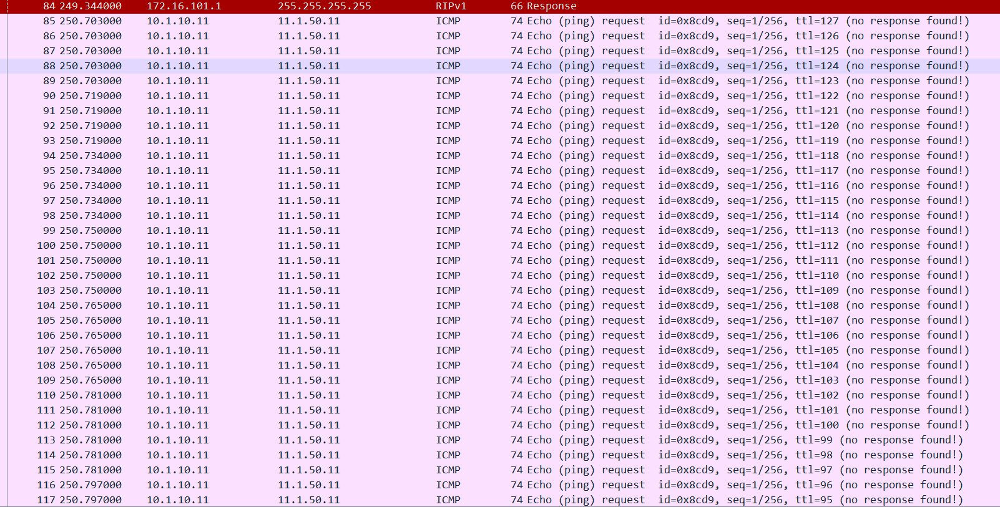 84 249.344000 172.16.101.1 255.255.255.255 RIPv1 66 Response
85 250.703000 10.1.10.11 11.1.50.11 ICMP 74 Echo (ping) request id=0x8cd9, seq=1/256, ttl=127 (no response found!)
86 250.703000 10.1.10.11 11.1.50.11 ICMP 74 Echo (ping) request id=0x8cd9, seq=1/256, ttl=126 (no response found!)
87 250.703000 10.1.10.11 11.1.50.11 ICMP 74 Echo (ping) request id=0x8cd9, seq=1/256, ttl=125 (no response found!)
88 250.703000 10.1.10.11 11.1.50.11 ICMP 74 Echo (ping) request id=0x8cd9, seq=1/256, ttl=124 (no response found!)
89 250.703000 10.1.10.11 11.1.50.11 ICMP 74 Echo (ping) request id=0x8cd9, seq=1/256, ttl=123 (no response found!)
90 250.719000 10.1.10.11 11.1.50.11 ICMP 74 Echo (ping) request id=0x8cd9, seq=1/256, ttl=122 (no response found!)
91 250.719000 10.1.10.11 11.1.50.11 ICMP 74 Echo (ping) request id=0x8cd9, seq=1/256, ttl=121 (no response found!)
92 250.719000 10.1.10.11 11.1.50.11 ICMP 74 Echo (ping) request id=0x8cd9, seq=1/256, ttl=120 (no response found!)
93 250.719000 10.1.10.11 11.1.50.11 ICMP 74 Echo (ping) request id=0x8cd9, seq=1/256, ttl=119 (no response found!)
94 250.734000 10.1.10.11 11.1.50.11 ICMP 74 Echo (ping) request id=0x8cd9, seq=1/256, ttl=118 (no response found!)
95 250.734000 10.1.10.11 11.1.50.11 ICMP 74 Echo (ping) request id=0x8cd9, seq=1/256, ttl=117 (no response found!)
96 250.734000 10.1.10.11 11.1.50.11 ICMP 74 Echo (ping) request id=0x8cd9, seq=1/256, ttl=116 (no response found!)
97 250.734000 10.1.10.11 11.1.50.11 ICMP 74 Echo (ping) request id=0x8cd9, seq=1/256, ttl=115 (no response found!)
98 250.734000 10.1.10.11 11.1.50.11 ICMP 74 Echo (ping) request id=0x8cd9, seq=1/256, ttl=114 (no response found!)
99 250.750000 10.1.10.11 11.1.50.11 ICMP 74 Echo (ping) request id=0x8cd9, seq=1/256, ttl=113 (no response found!)
100 250.750000 10.1.10.11 11.1.50.11 ICMP 74 Echo (ping) request id=0x8cd9, seq=1/256, ttl=112 (no response found!)
101 250.750000 10.1.10.11 11.1.50.11 ICMP 74 Echo (ping) request id=0x8cd9, seq=1/256, ttl=111 (no response found!)
102 250.750000 10.1.10.11 11.1.50.11 ICMP 74 Echo (ping) request id=0x8cd9, seq=1/256, ttl=110 (no response found!)
103 250.750000 10.1.10.11 11.1.50.11 ICMP 74 Echo (ping) request id=0x8cd9, seq=1/256, ttl=109 (no response found!)
104 250.765000 10.1.10.11 11.1.50.11 ICMP 74 Echo (ping) request id=0x8cd9, seq=1/256, ttl=108 (no response found!)
105 250.765000 10.1.10.11 11.1.50.11 ICMP 74 Echo (ping) request id=0x8cd9, seq=1/256, ttl=107 (no response found!)
106 250.765000 10.1.10.11 11.1.50.11 ICMP 74 Echo (ping) request id=0x8cd9, seq=1/256, ttl=106 (no response found!)
107 250.765000 10.1.10.11 11.1.50.11 ICMP 74 Echo (ping) request id=0x8cd9, seq=1/256, ttl=105 (no response found!)
108 250.765000 10.1.10.11 11.1.50.11 ICMP 74 Echo (ping) request id=0x8cd9, seq=1/256, ttl=104 (no response found!)
109 250.765000 10.1.10.11 11.1.50.11 ICMP 74 Echo (ping) request id=0x8cd9, seq=1/256, ttl=103 (no response found!)
110 250.781000 10.1.10.11 11.1.50.11 ICMP 74 Echo (ping) request id=0x8cd9, seq=1/256, ttl=102 (no response found!)
111 250.781000 10.1.10.11 11.1.50.11 ICMP 74 Echo (ping) request id=0x8cd9, seq=1/256, ttl=101 (no response found!)
112 250.781000 10.1.10.11 11.1.50.11 ICMP 74 Echo (ping) request id=0x8cd9, seq=1/256, ttl=100 (no response found!)
113 250.781000 10.1.10.11 11.1.50.11 ICMP 74 Echo (ping) request id=0x8cd9, seq=1/256, ttl=99 (no response found!)
114 250.781000 10.1.10.11 11.1.50.11 ICMP 74 Echo (ping) request id=0x8cd9, seq=1/256, ttl=98 (no response found!)
115 250.781000 10.1.10.11 11.1.50.11 ICMP 74 Echo (ping) request id=0x8cd9, seq=1/256, ttl=97 (no response found!)
116 250.797000 10.1.10.11 11.1.50.11 ICMP 74 Echo (ping) request id=0x8cd9, seq=1/256, ttl=96 (no response found!)
117 250.797000 10.1.10.11 11.1.50.11 ICMP 74 Echo (ping) request id=0x8cd9, seq=1/256, ttl=95 (no response found!)